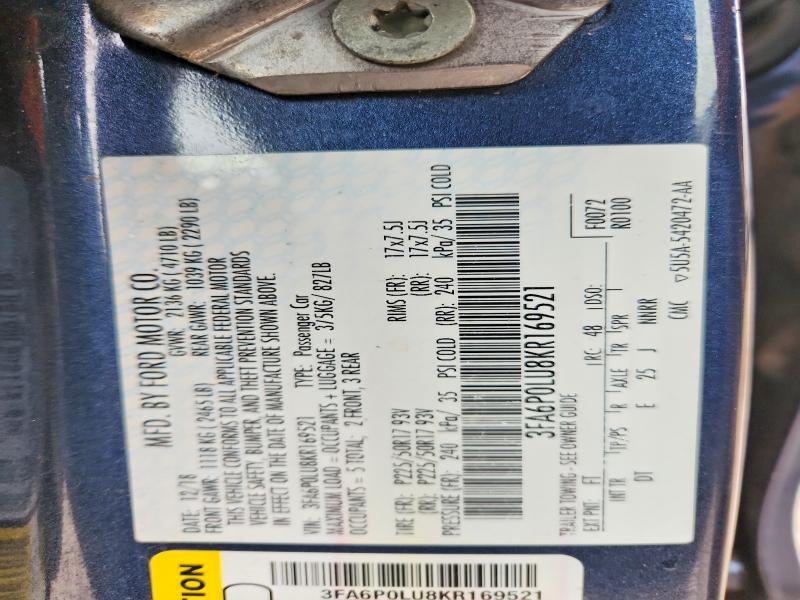 MFD. BY FORD MOTOR CO.
DATE: 12/18 GVWR: 2136 KG (4710 LB)
FRONT GAWR: 1118 KG (2465 LB) REAR GAWR: 1039 KG (2290 LB)
THIS VEHICLE CONFORMS TO ALL APPLICABLE FEDERAL MOTOR
VEHICLE SAFETY, BUMPER, AND THEFT PREVENTION STANDARDS
IN EFFECT ON THE DATE OF MANUFACTURE SHOWN ABOVE.
VIN: 3FA6P0LU8KR169521 TYPE: Passenger Car
MAXIMUM LOAD = OCCUPANTS + LUGGAGE = 375KG/ 827LB
OCCUPANTS = 5 TOTAL; 2 FRONT, 3 REAR
TIRE (FR): P225/50R17 93V RIMS (FR): 17x7.5J
(RR): P225/50R17 93V (RR): 17x7.5J
PRESSURE (FR): 240 kPa/ 35 PSI COLD (RR): 240 kPa/ 35 PSI COLD
3FA6P0LU8KR169521
TRAILER TOWING - SEE OWNER GUIDE
F0072
EXT PNT: FT RC: 48 DSO: R0100
INT TR TP/PS R AXLE TR SPR
DT E 25 J NNRR
CMC ▽5U5A-5420472-AA
3FA6P0LU8KR169521